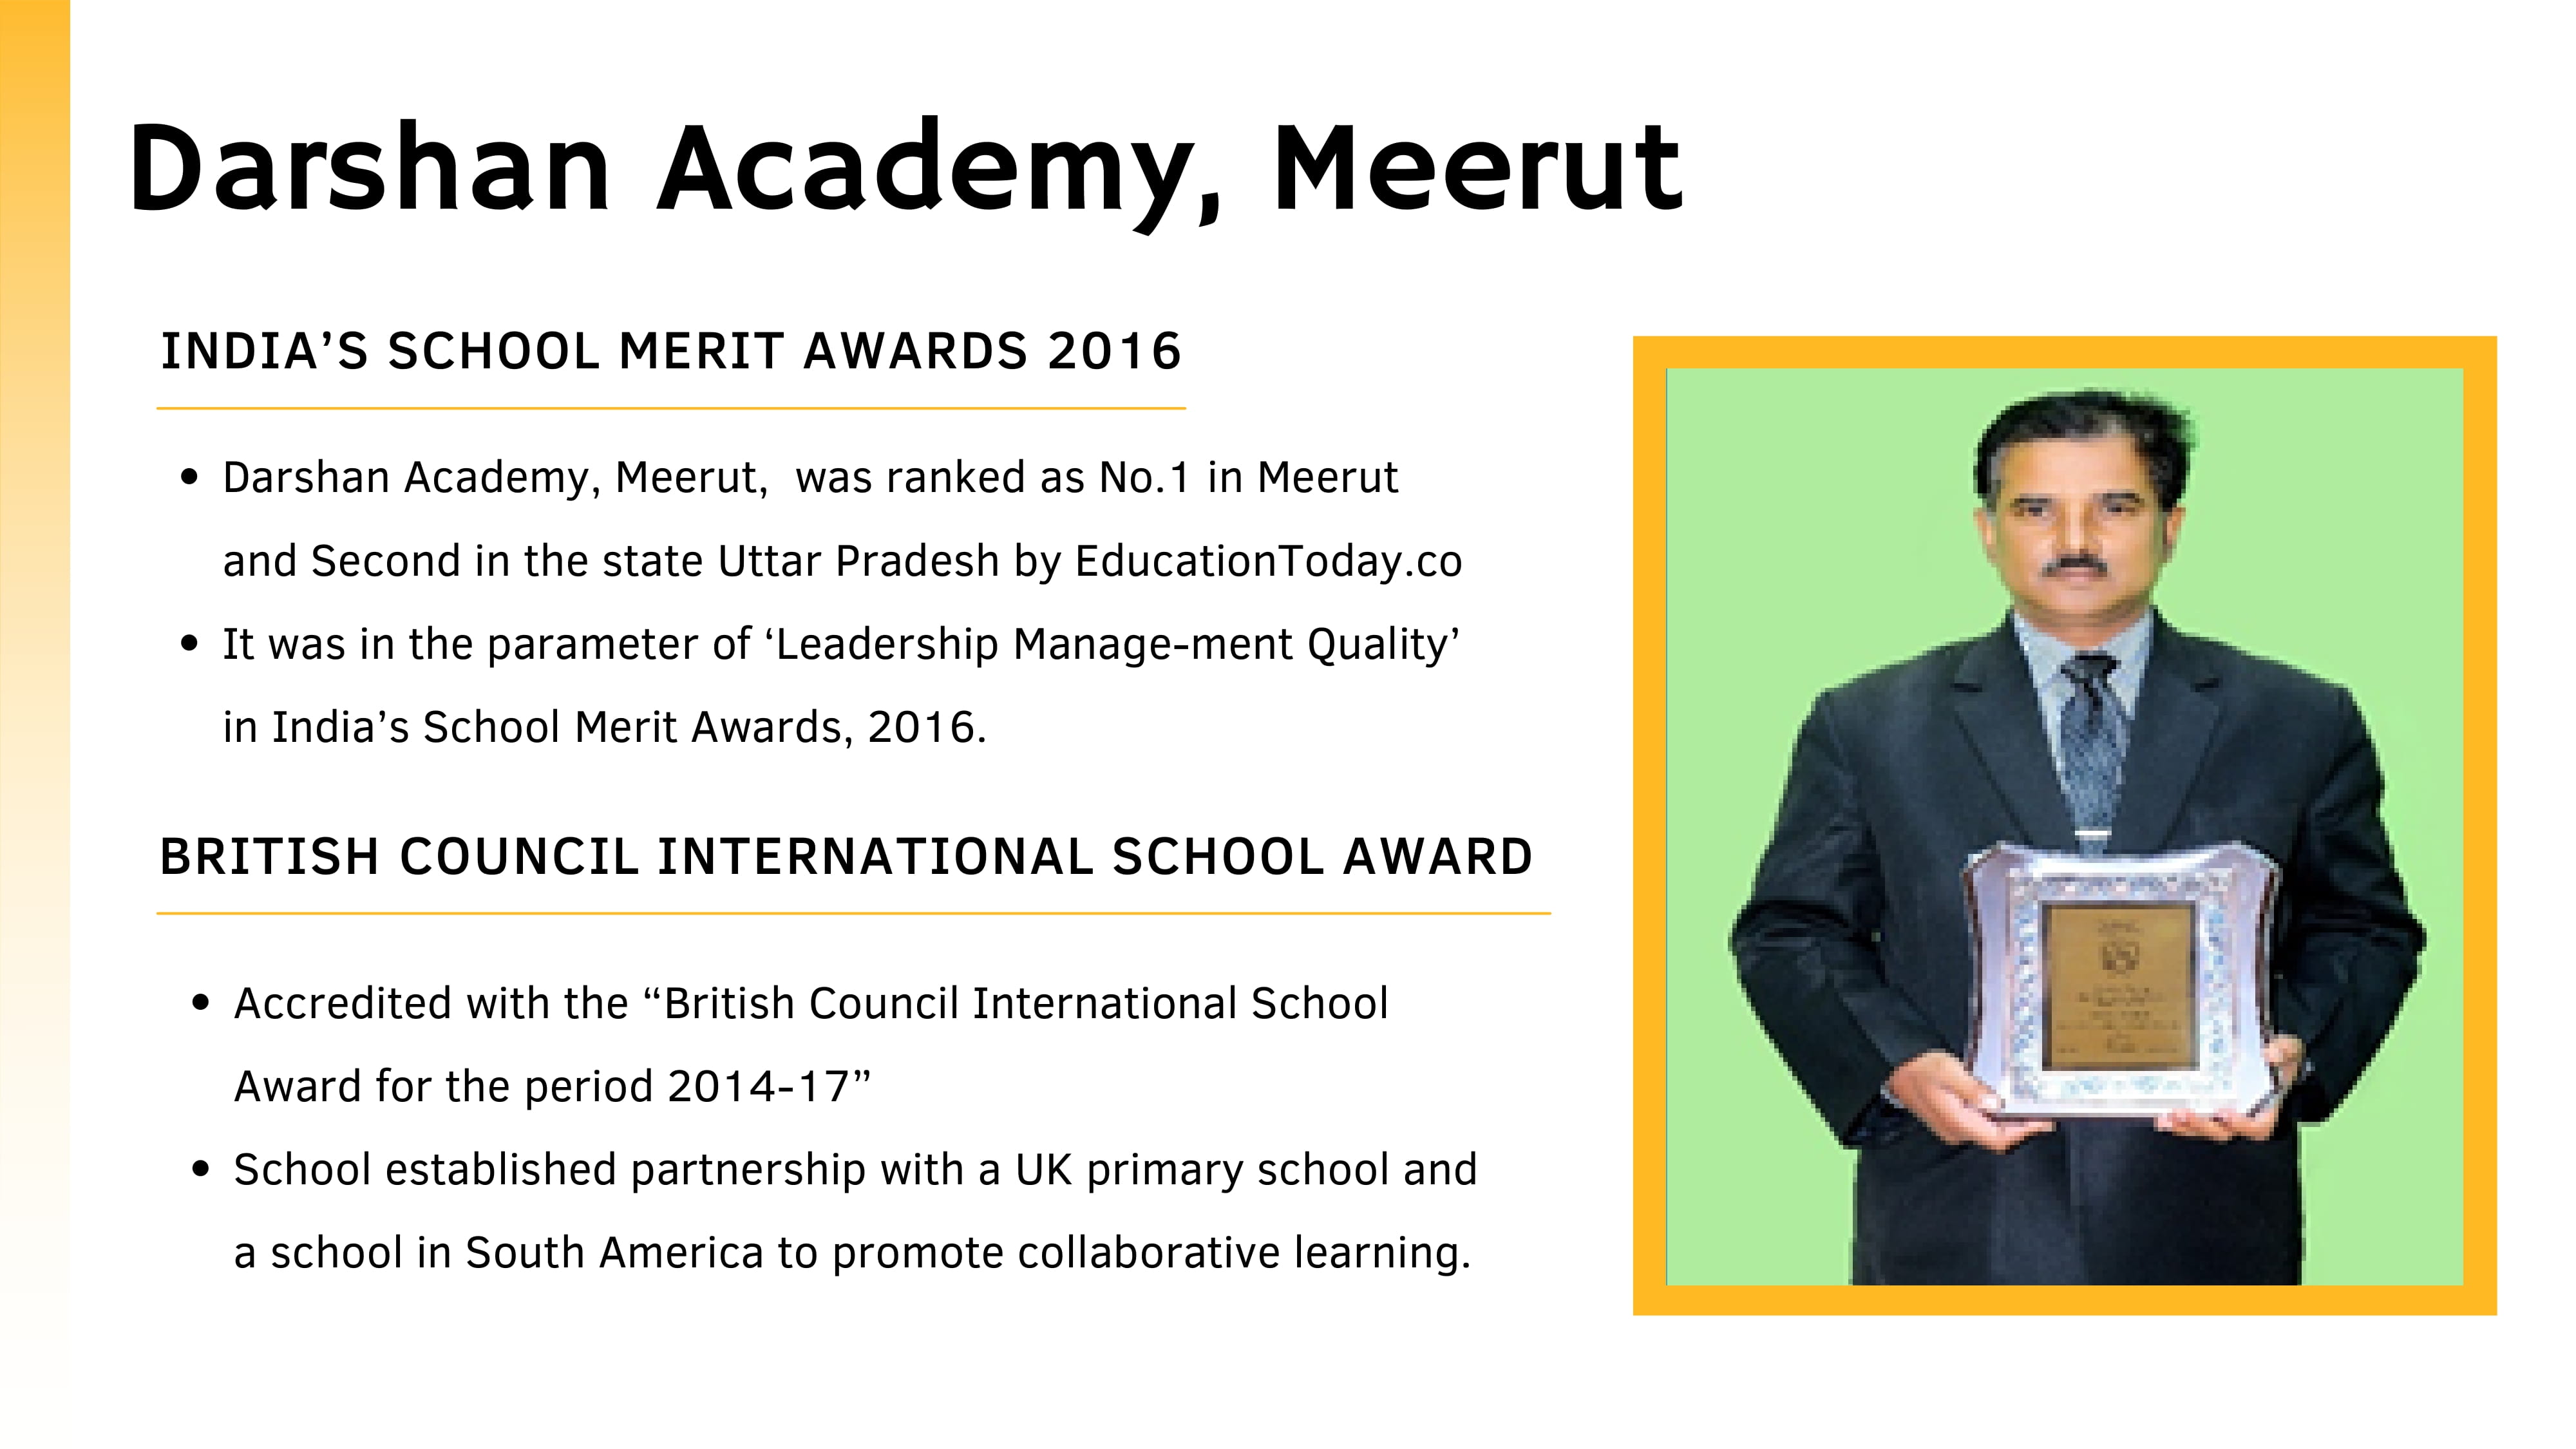 Darshan Academy, Meerut
INDIA’S SCHOOL MERIT AWARDS 2016
• Darshan Academy, Meerut,  was ranked as No.1 in Meerut
and Second in the state Uttar Pradesh by EducationToday.co
• It was in the parameter of ‘Leadership Manage-ment Quality’
in India’s School Merit Awards, 2016.
BRITISH COUNCIL INTERNATIONAL SCHOOL AWARD
• Accredited with the “British Council International School
Award for the period 2014-17”
• School established partnership with a UK primary school and
a school in South America to promote collaborative learning.